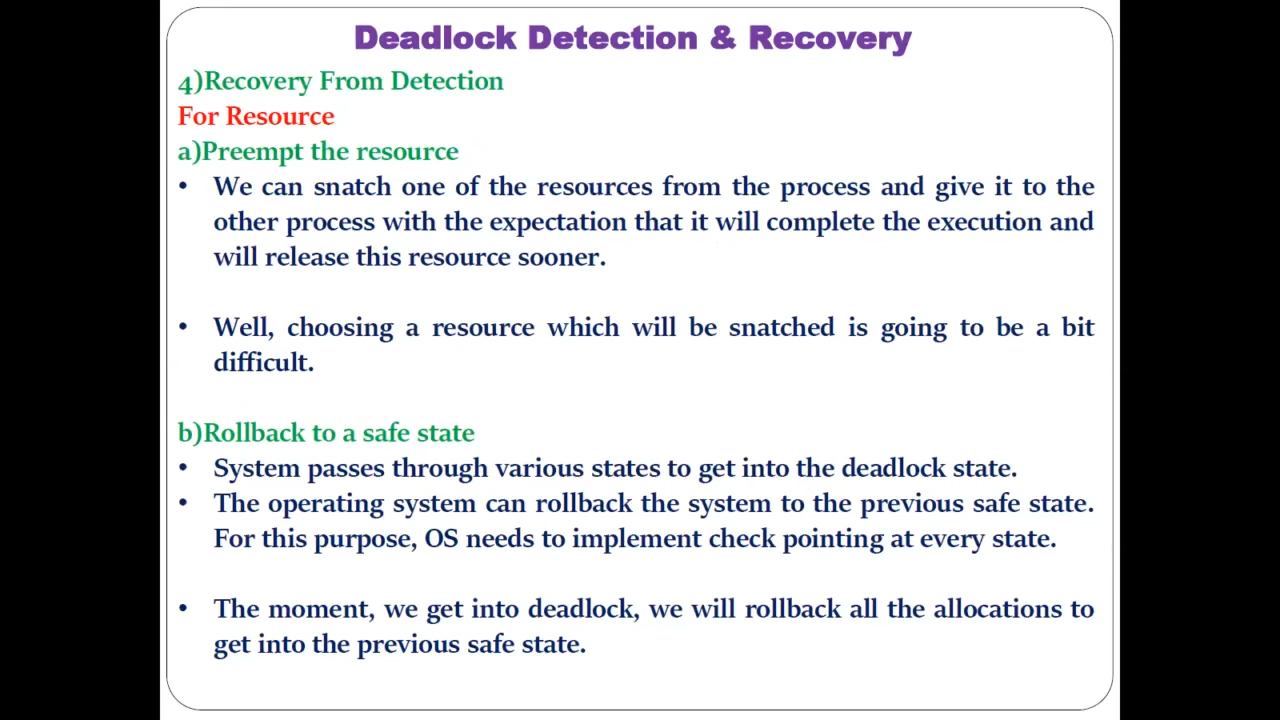 Deadlock Detection & Recovery
4)Recovery From Detection
For Resource
a)Preempt the resource
• We can snatch one of the resources from the process and give it to the
other process with the expectation that it will complete the execution and
will release this resource sooner.
• Well, choosing a resource which will be snatched is going to be a bit
difficult.
b)Rollback to a safe state
• System passes through various states to get into the deadlock state.
• The operating system can rollback the system to the previous safe state.
For this purpose, OS needs to implement check pointing at every state.
• The moment, we get into deadlock, we will rollback all the allocations to
get into the previous safe state.